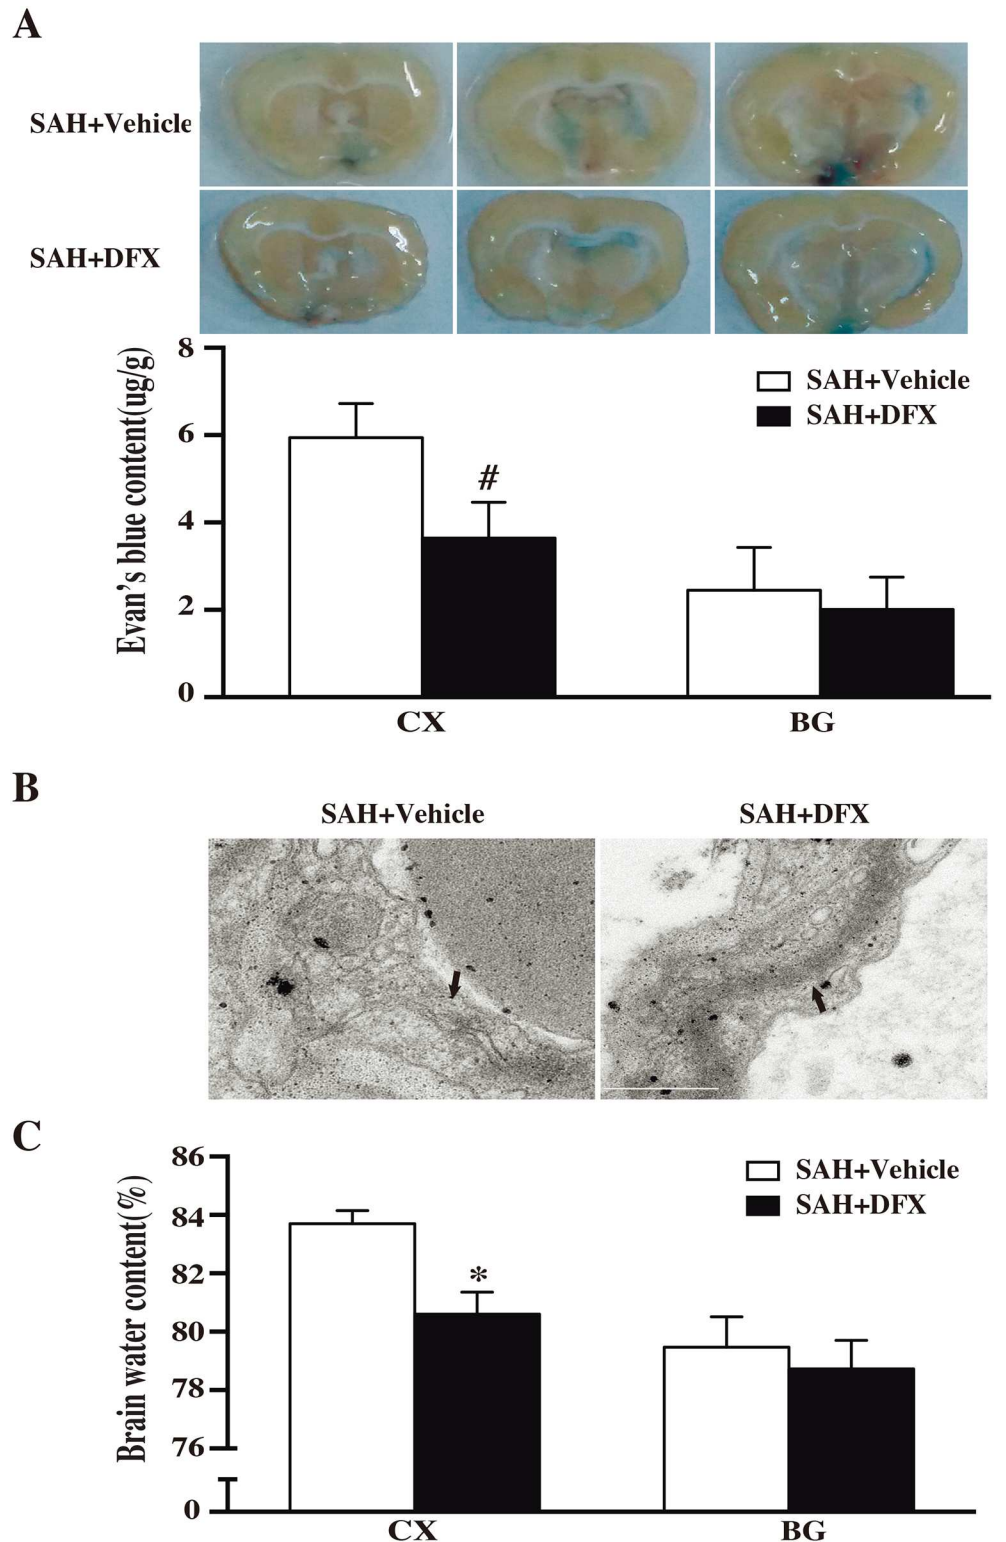 A
SAH+Vehicle
SAH+DFX
8
6
4
2
0
Evan's blue content(ug/g)
SAH+Vehicle
SAH+DFX
#
CX
BG
B
SAH+Vehicle
SAH+DFX
C
86
84
82
80
78
76
0
Brain water content(%)
SAH+Vehicle
SAH+DFX
*
CX
BG